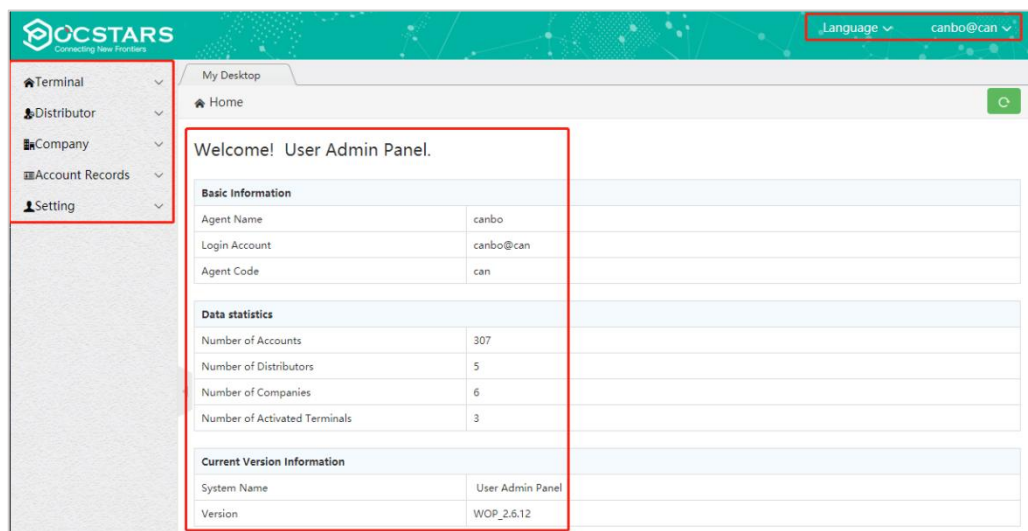 POCSTARS
Connecting New Frontiers
Language
canbo@can
Terminal
Distributor
Company
Account Records
Setting
My Desktop
Home
Welcome! User Admin Panel.
Basic Information
Agent Name canbo
Login Account canbo@can
Agent Code can
Data statistics
Number of Accounts 307
Number of Distributors 5
Number of Companies 6
Number of Activated Terminals 3
Current Version Information
System Name User Admin Panel
Version WOP_2.6.12